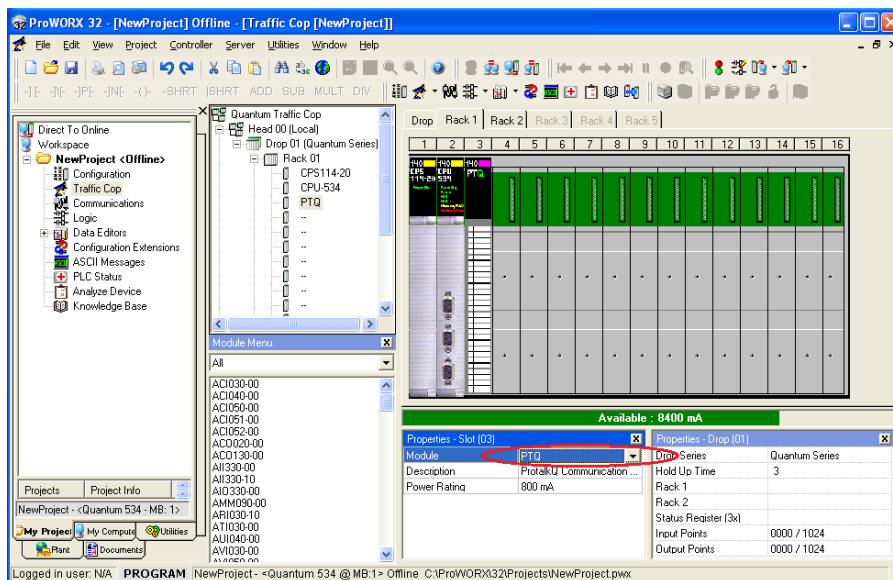 ProWORX 32 - [NewProject] Offline - [Traffic Cop [NewProject]]
File Edit View Project Controller Server Utilities Window Help
-] [- -]N[- -]P[- -]N[- -( )- -BHRT |BHRT ADD SUB MULT DIV
Direct To Online
Workspace
NewProject <Offline>
Configuration
Traffic Cop
Communications
Logic
Data Editors
Configuration Extensions
ASCII Messages
PLC Status
Analyze Device
Knowledge Base
Projects Project Info
NewProject - <Quantum 534 - MB: 1>
My Project My Compute Utilities
Plant Documents
Quantum Traffic Cop
Head 00 (Local)
Drop 01 (Quantum Series)
Rack 01
CPS114-20
CPU-534
PTQ
--
--
--
--
--
--
Module Menu
All
ACI030-00
ACI040-00
ACI050-00
ACI051-00
ACI052-00
ACO020-00
ACO130-00
AII330-00
AII330-10
AIO330-00
AMM090-00
ARI030-10
ATI030-00
AUI040-00
AVI030-00
Drop Rack 1 Rack 2 Rack 3 Rack 4 Rack 5
1 2 3 4 5 6 7 8 9 10 11 12 13 14 15 16
140 140 140
CPS CPU PTQ
114-20 534
Available : 8400 mA
Properties - Slot (03)
Module PTQ
Description ProtalkQ Communication ...
Power Rating 800 mA
Properties - Drop (01)
Drop Series Quantum Series
Hold Up Time 3
Rack 1
Rack 2
Status Register (3x)
Input Points 0000 / 1024
Output Points 0000 / 1024
Logged in user: N/A PROGRAM NewProject - <Quantum 534 @ MB:1> Offline C:\ProWORX32\Projects\NewProject.pwx